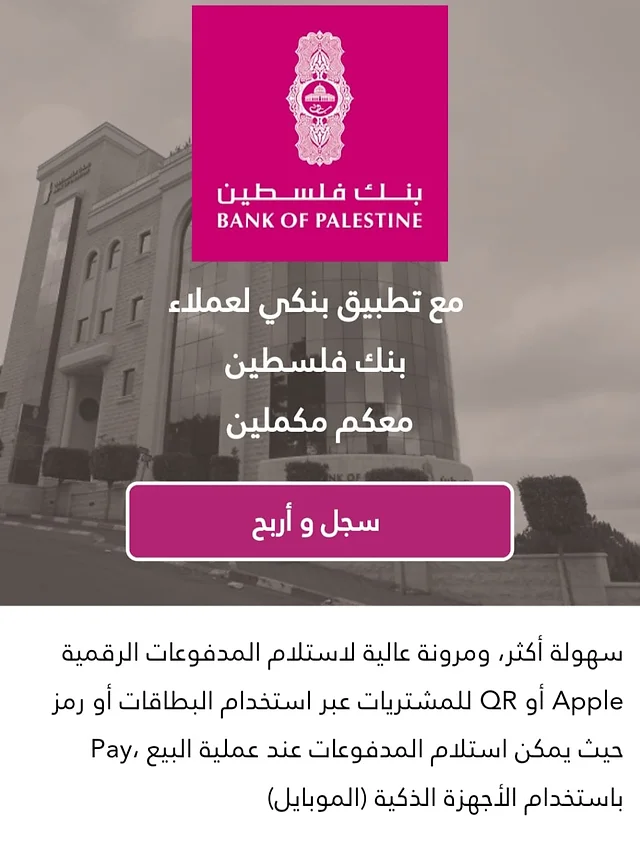 بنك فلسطين
BANK OF PALESTINE
مع تطبيق بنكي لعملاء
بنك فلسطين
معكم مكملين
سجل و أربح
سهولة أكثر، ومرونة عالية لاستلام المدفوعات الرقمية
للمشتريات عبر استخدام البطاقات أو رمز QR أو Apple
Pay، حيث يمكن استلام المدفوعات عند عملية البيع
باستخدام الأجهزة الذكية (الموبايل)